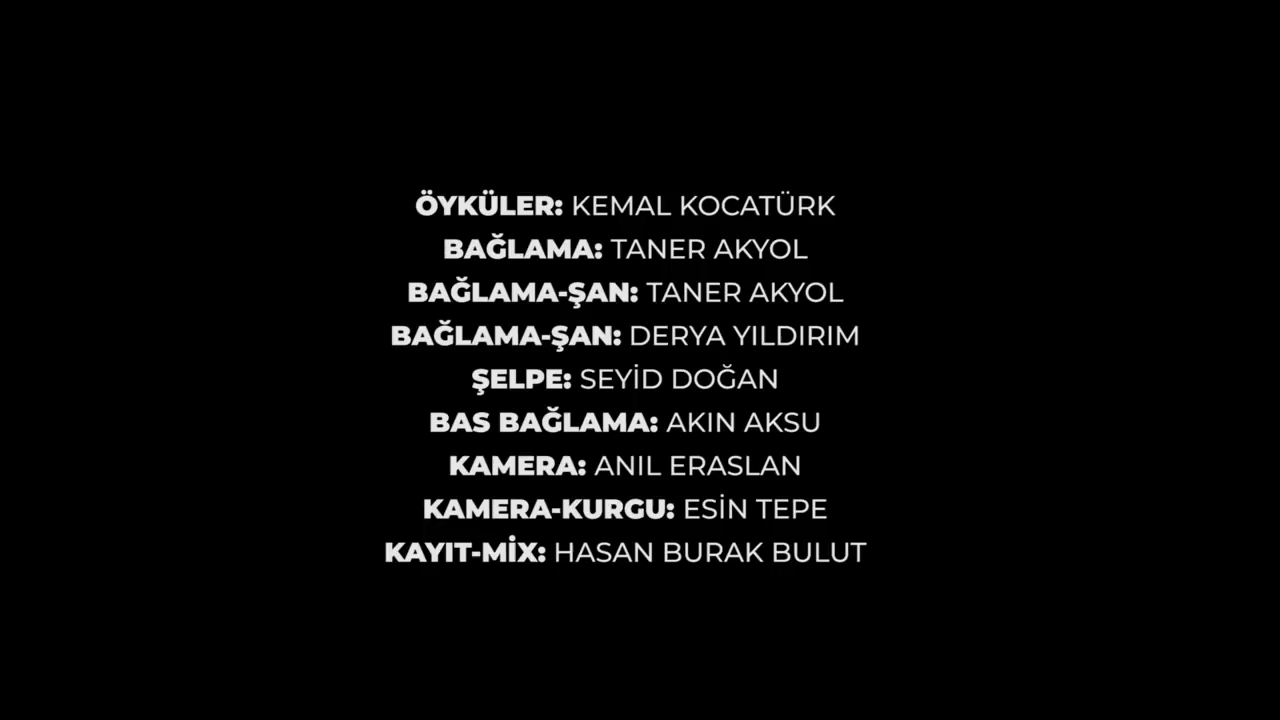 ÖYKÜLER: KEMAL KOCATÜRK
BAĞLAMA: TANER AKYOL
BAĞLAMA-ŞAN: TANER AKYOL
BAĞLAMA-ŞAN: DERYA YILDIRIM
ŞELPE: SEYİD DOĞAN
BAS BAĞLAMA: AKIN AKSU
KAMERA: ANIL ERASLAN
KAMERA-KURGU: ESİN TEPE
KAYIT-MİX: HASAN BURAK BULUT